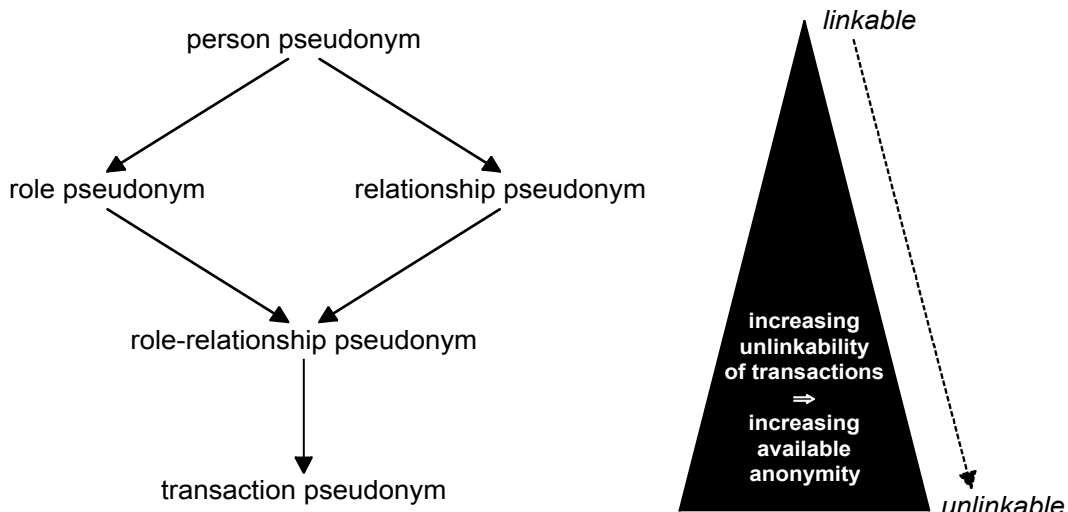 person pseudonym
role pseudonym
relationship pseudonym
role-relationship pseudonym
transaction pseudonym
linkable
increasing
unlinkability
of transactions
⇒
increasing
available
anonymity
unlinkable